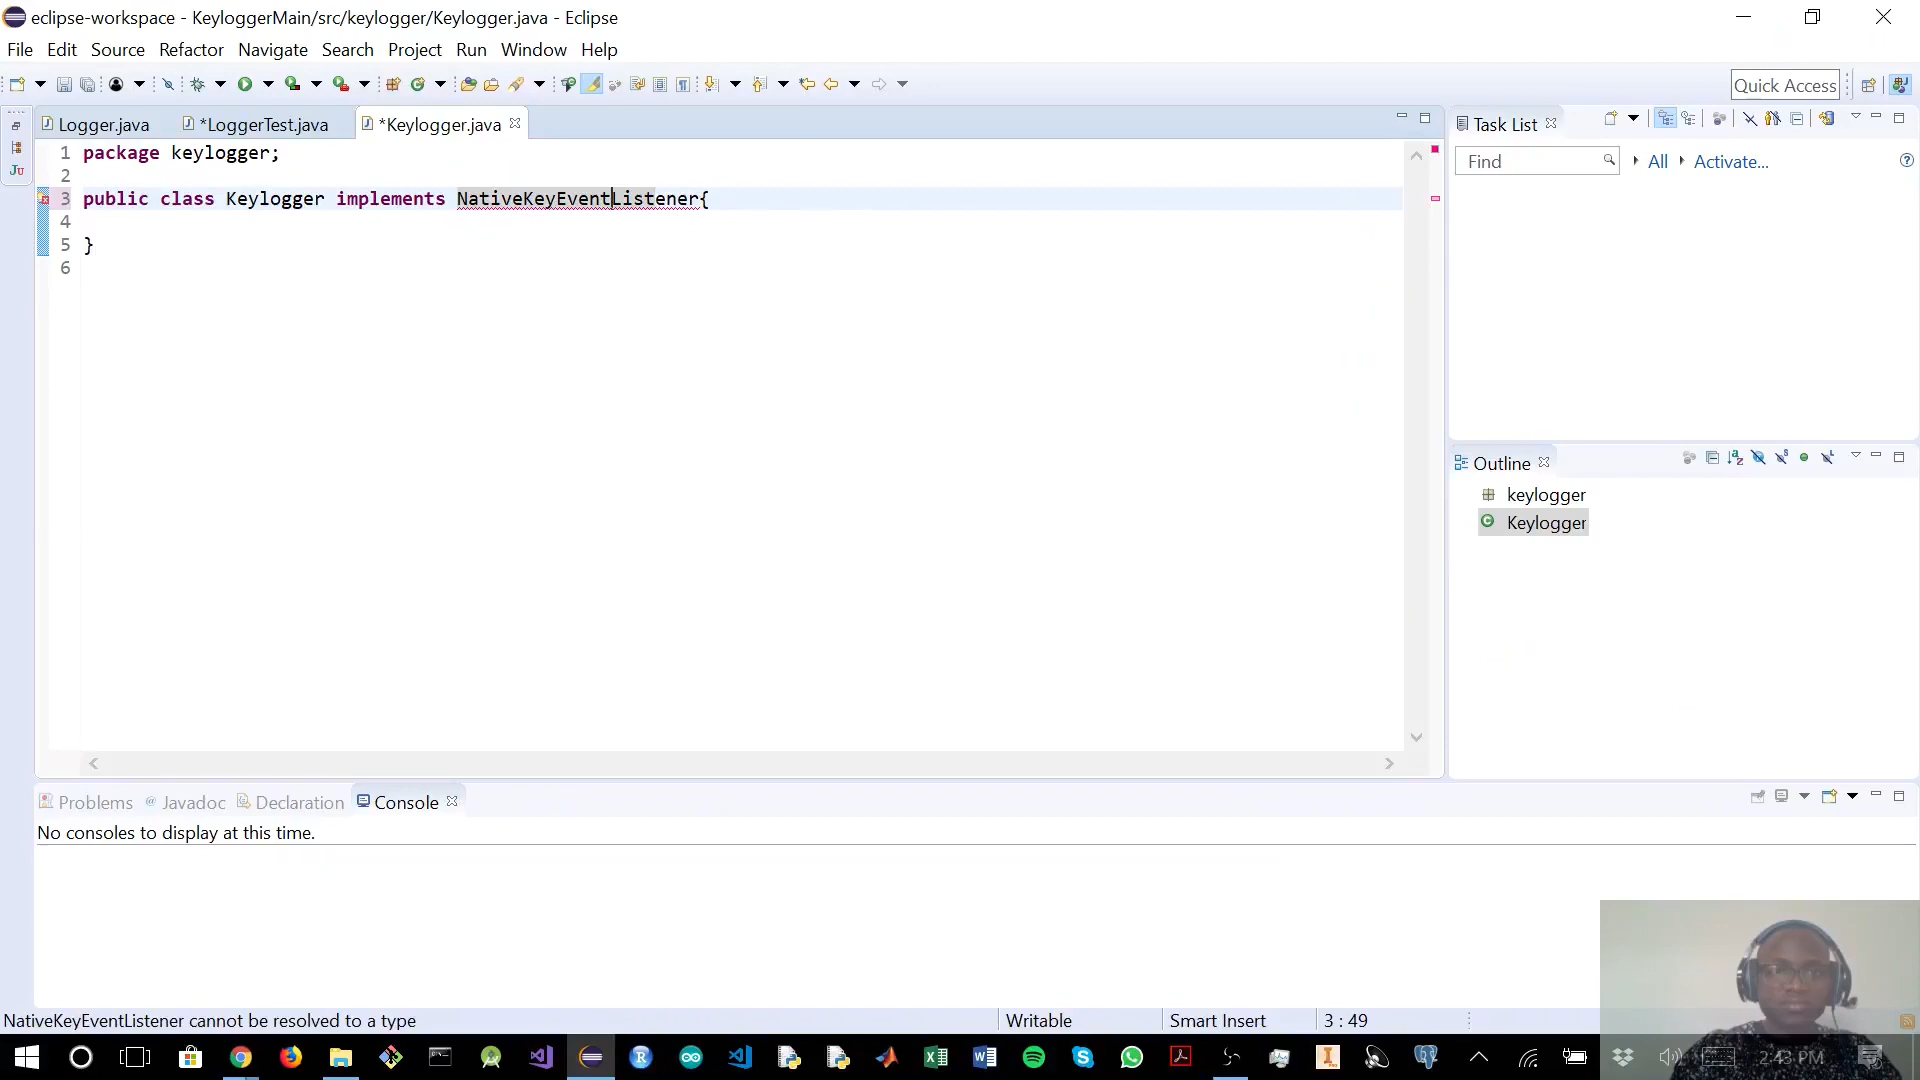 eclipse-workspace - KeyloggerMain/src/keylogger/Keylogger.java - Eclipse
File Edit Source Refactor Navigate Search Project Run Window Help
Quick Access
Logger.java *LoggerTest.java *Keylogger.java
1 package keylogger;
2
3 public class Keylogger implements NativeKeyEventListener{
4
5 }
6
Task List
Find All Activate...
Outline
keylogger
Keylogger
Problems @ Javadoc Declaration Console
No consoles to display at this time.
NativeKeyEventListener cannot be resolved to a type Writable Smart Insert 3 : 49
2:43 PM